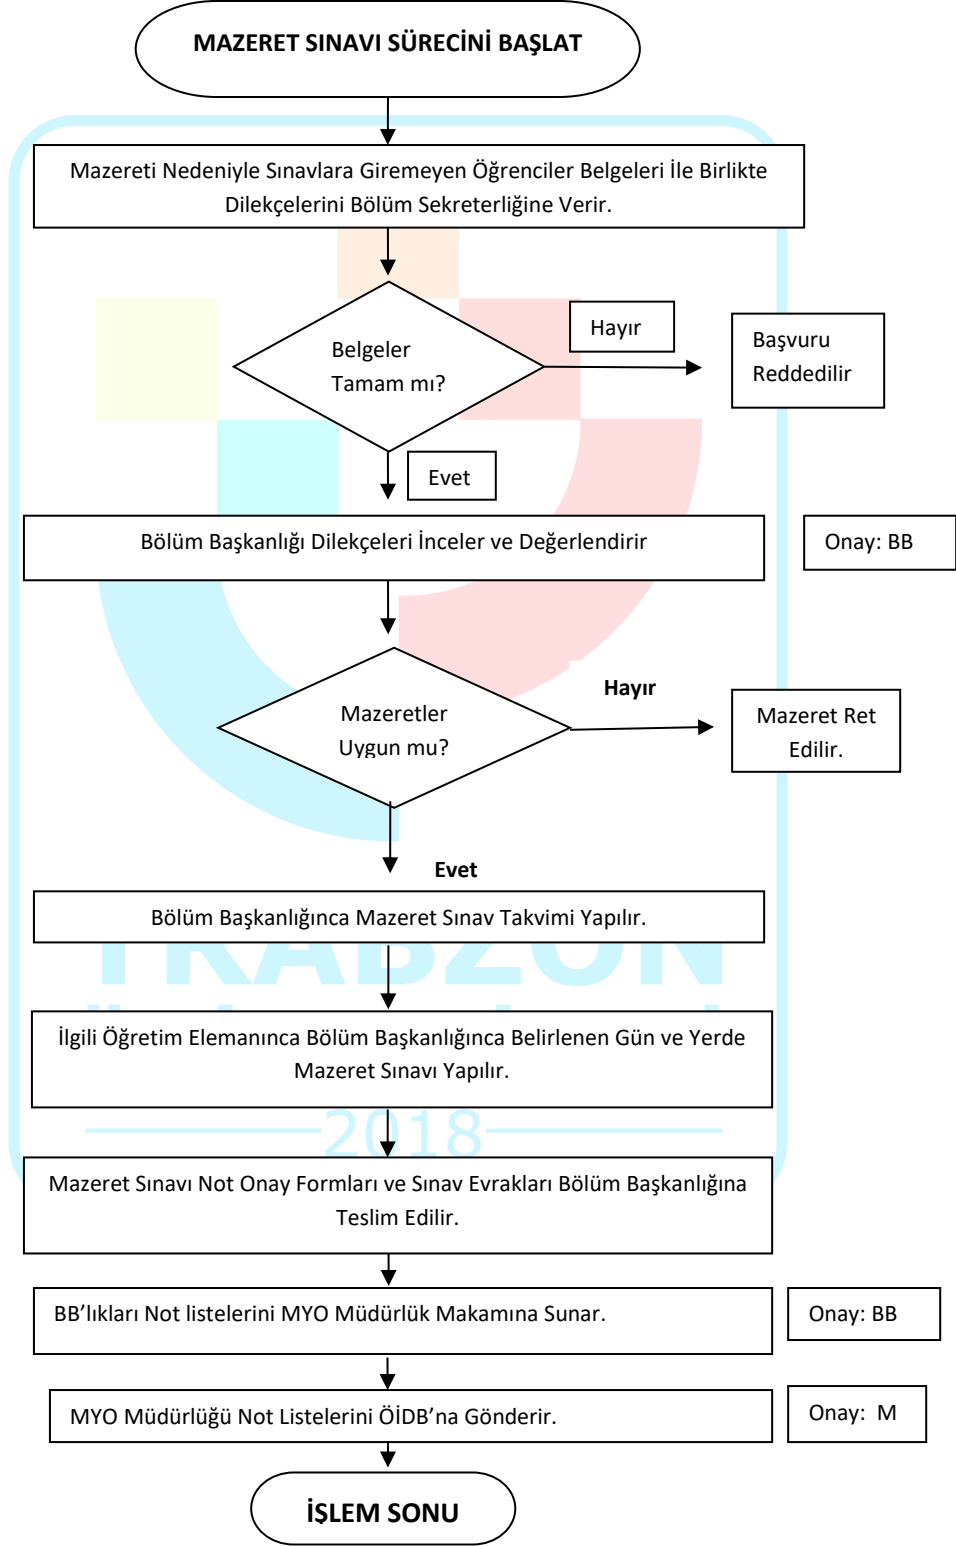 MAZERET SINAVI SÜRECİNİ BAŞLAT
Mazereti Nedeniyle Sınavlara Giremeyen Öğrenciler Belgeleri İle Birlikte
Dilekçelerini Bölüm Sekreterliğine Verir.
Belgeler
Tamam mı?
Hayır
Başvuru
Reddedilir
Evet
Bölüm Başkanlığı Dilekçeleri İnceler ve Değerlendirir
Onay: BB
Mazeretler
Uygun mu?
Hayır
Mazeret Ret
Edilir.
Evet
Bölüm Başkanlığınca Mazeret Sınav Takvimi Yapılır.
TRABZON
İlgili Öğretim Elemanınca Bölüm Başkanlığınca Belirlenen Gün ve Yerde
Mazeret Sınavı Yapılır.
2018
Mazeret Sınavı Not Onay Formları ve Sınav Evrakları Bölüm Başkanlığına
Teslim Edilir.
BB’lıkları Not listelerini MYO Müdürlük Makamına Sunar.
Onay: BB
MYO Müdürlüğü Not Listelerini ÖİDB’na Gönderir.
Onay: M
İŞLEM SONU